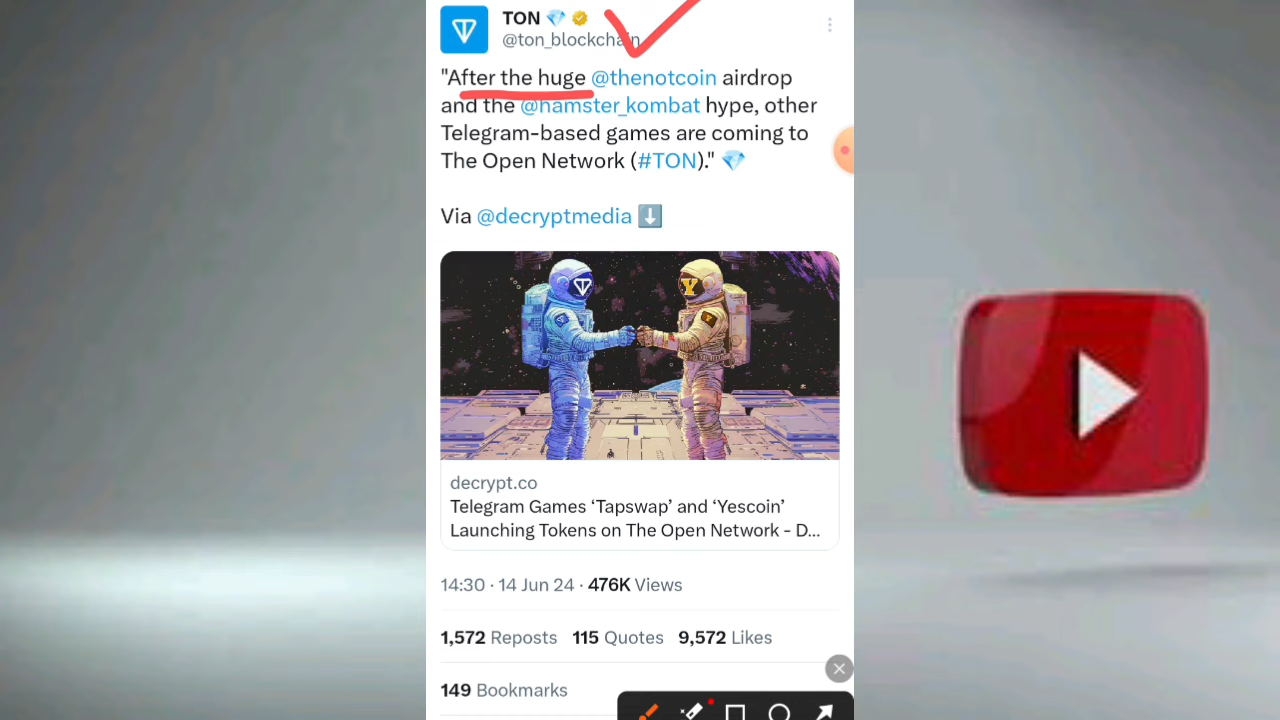 TON 💎
@ton_blockchain
"After the huge @thenotcoin airdrop
and the @hamster_kombat hype, other
Telegram-based games are coming to
The Open Network (#TON)." 💎
Via @decryptmedia ⬇️
Y
Y
decrypt.co
Telegram Games ‘Tapswap’ and ‘Yescoin’
Launching Tokens on The Open Network - D...
14:30 · 14 Jun 24 · 476K Views
1,572 Reposts 115 Quotes 9,572 Likes
149 Bookmarks